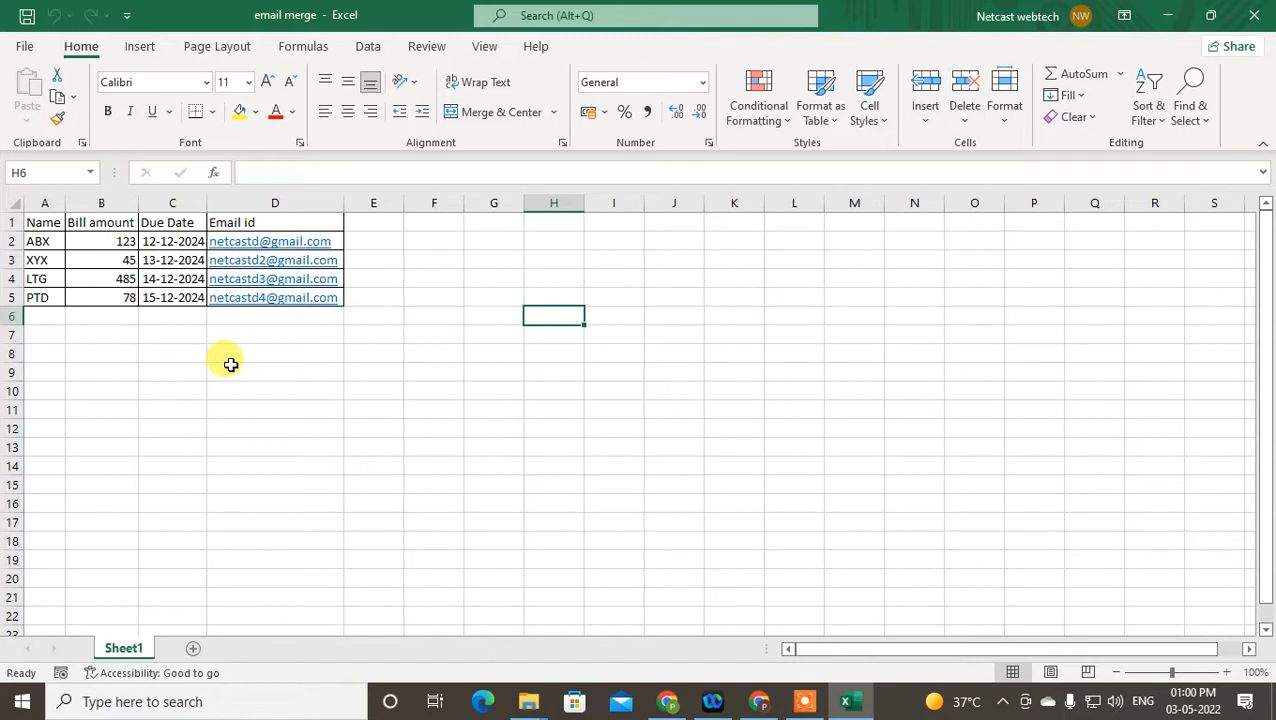 email merge - Excel
Search (Alt+Q)
Netcast webtech NW
File Home Insert Page Layout Formulas Data Review View Help Share
Paste
Clipboard
Calibri 11
B I U
Font
Wrap Text
Merge & Center
Alignment
General
Number
Conditional Formatting
Format as Table
Cell Styles
Styles
Insert Delete Format
Cells
AutoSum
Fill
Clear
Sort & Filter
Find & Select
Editing
H6 fx
A B C D E F G H I J K L M N O P Q R S
1 Name Bill amount Due Date Email id
2 ABX 123 12-12-2024 netcastd@gmail.com
3 XYX 45 13-12-2024 netcastd2@gmail.com
4 LTG 485 14-12-2024 netcastd3@gmail.com
5 PTD 78 15-12-2024 netcastd4@gmail.com
6
7
8
9
10
11
12
13
14
15
16
17
18
19
20
21
22
23
Sheet1
Ready Accessibility: Good to go 100%
Type here to search
37°C ENG 01:00 PM
03-05-2022